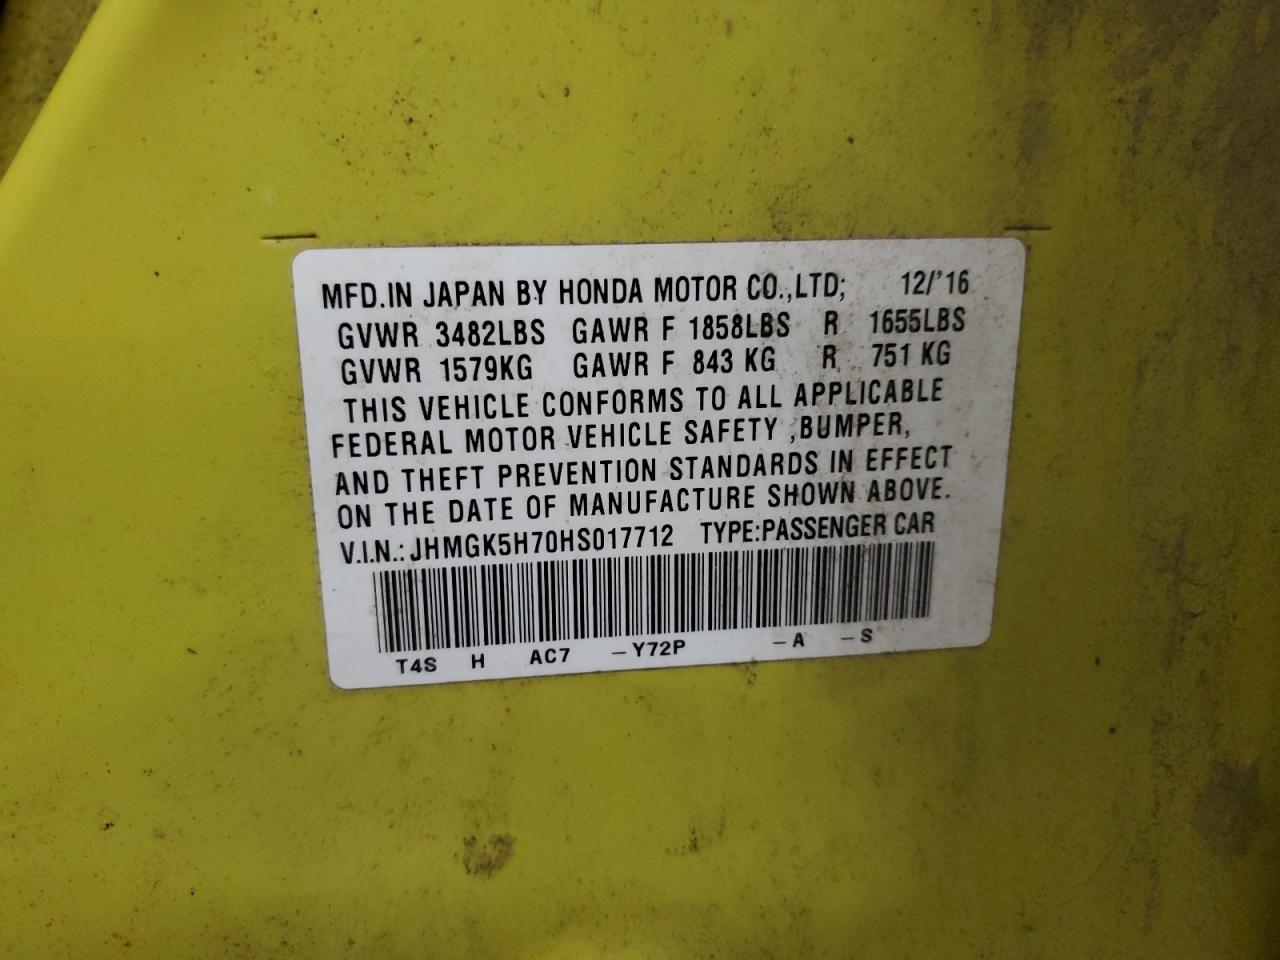 MFD.IN JAPAN BY HONDA MOTOR CO.,LTD; 12/'16
GVWR 3482LBS GAWR F 1858LBS R 1655LBS
GVWR 1579KG GAWR F 843 KG R 751 KG
THIS VEHICLE CONFORMS TO ALL APPLICABLE
FEDERAL MOTOR VEHICLE SAFETY ,BUMPER,
AND THEFT PREVENTION STANDARDS IN EFFECT
ON THE DATE OF MANUFACTURE SHOWN ABOVE.
V.I.N.: JHMGK5H70HS017712 TYPE:PASSENGER CAR
T4S H AC7 –Y72P –A –S